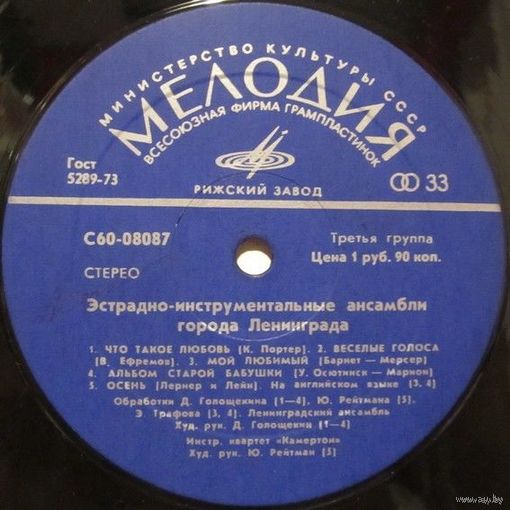 МИНИСТЕРСТВО КУЛЬТУРЫ СССР
МЕЛОДИЯ
ВСЕСОЮЗНАЯ ФИРМА ГРАМПЛАСТИНОК
Гост
5289-73
РИЖСКИЙ ЗАВОД
33
С60-08087
Третья группа
Цена 1 руб. 90 коп.
СТЕРЕО
Эстрадно-инструментальные ансамбли
города Ленинграда
1. ЧТО ТАКОЕ ЛЮБОВЬ [К. Портер]. 2. ВЕСЕЛЫЕ ГОЛОСА
[В. Ефремов]. 3. МОЙ ЛЮБИМЫЙ [Барнет — Мерсер]
4. АЛЬБОМ СТАРОЙ БАБУШКИ [У. Осютинск — Марион]
5. ОСЕНЬ [Лернер и Лейн]. На английском языке [3, 4]
Обработки Д. Голощекина [1—4], Ю. Рейтмана [5],
Э. Трафова [3, 4]. Ленинградский ансамбль
Худ. рук. Д. Голощекин [1—4]
Инстр. квартет «Камертон»
Худ. рук. Ю. Рейтман [5]
www.ay.by